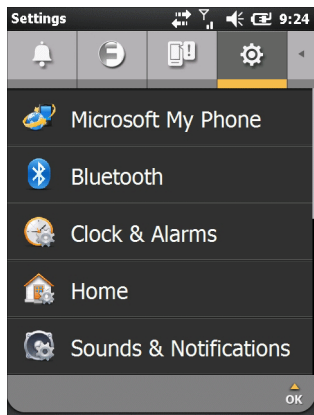 Settings 9:24
Microsoft My Phone
Bluetooth
Clock & Alarms
Home
Sounds & Notifications
OK